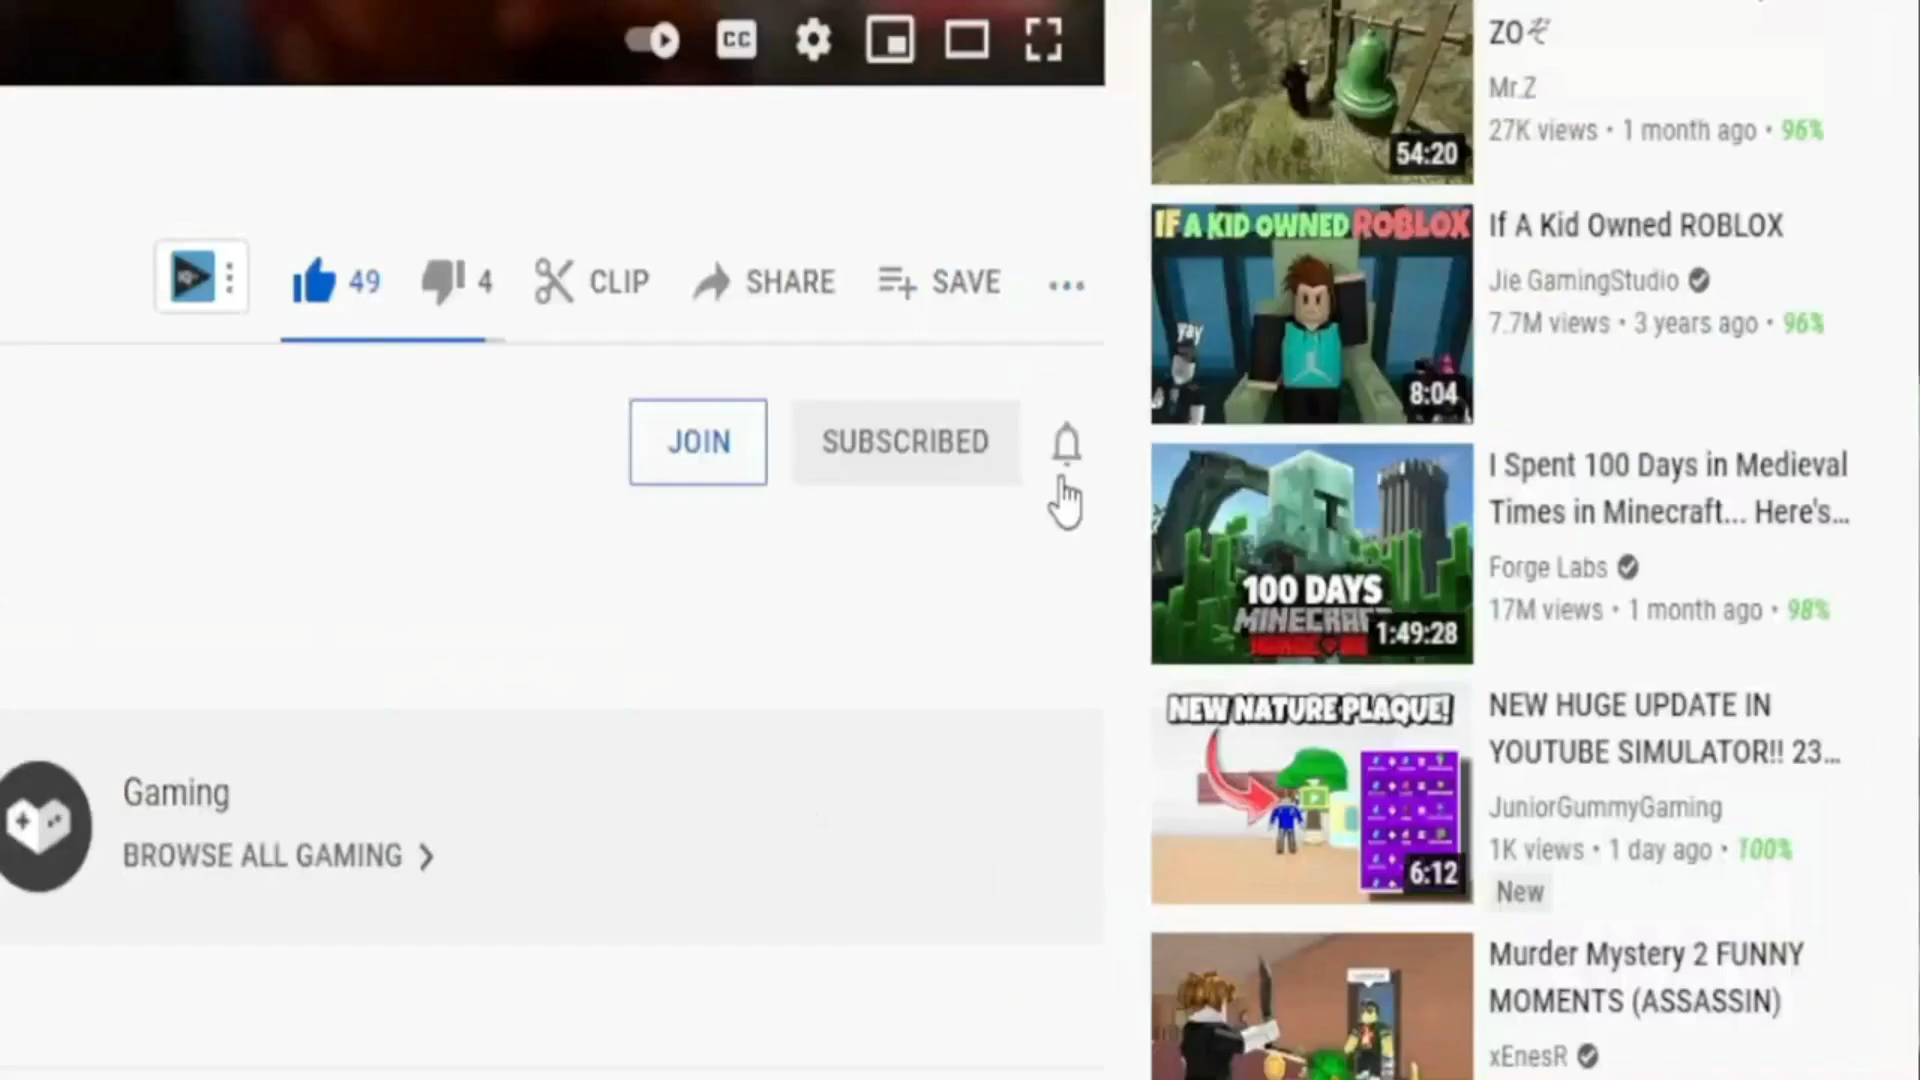 CC
49
4
CLIP
SHARE
SAVE
JOIN
SUBSCRIBED
Gaming
BROWSE ALL GAMING
54:20
ZOぞ
Mr.Z
27K views • 1 month ago • 96%
IF A KID OWNED ROBLOX
yay
8:04
If A Kid Owned ROBLOX
Jie GamingStudio
7.7M views • 3 years ago • 96%
100 DAYS
MINECRAFT
1:49:28
I Spent 100 Days in Medieval
Times in Minecraft... Here's...
Forge Labs
17M views • 1 month ago • 98%
NEW NATURE PLAQUE!
6:12
NEW HUGE UPDATE IN
YOUTUBE SIMULATOR!! 23...
JuniorGummyGaming
1K views • 1 day ago • 100%
New
Murder Mystery 2 FUNNY
MOMENTS (ASSASSIN)
xEnesR